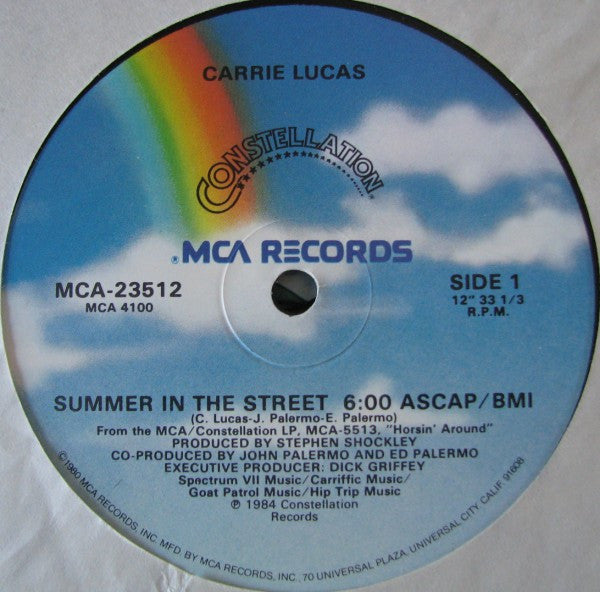 CARRIE LUCAS
CONSTELLATION
® MCA RECORDS
MCA-23512
MCA 4100
SIDE 1
12" 33 1/3
R.P.M.
SUMMER IN THE STREET 6:00 ASCAP/BMI
(C. Lucas-J. Palermo-E. Palermo)
From the MCA/Constellation LP, MCA-5513, "Horsin' Around"
PRODUCED BY STEPHEN SHOCKLEY
CO-PRODUCED BY JOHN PALERMO AND ED PALERMO
EXECUTIVE PRODUCER: DICK GRIFFEY
Spectrum VII Music/Carriffic Music/
Goat Patrol Music/Hip Trip Music
℗ 1984 Constellation
Records
©1980 MCA RECORDS, INC. MFD. BY MCA RECORDS, INC., 70 UNIVERSAL PLAZA, UNIVERSAL CITY, CALIF. 91608